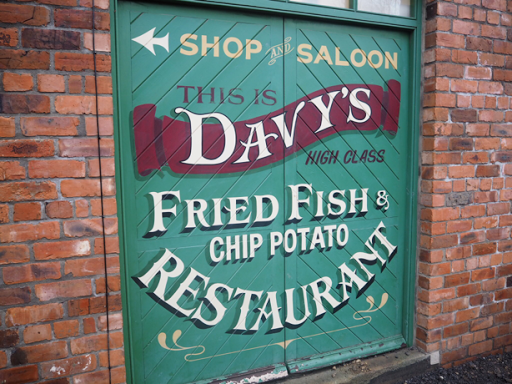 SHOP AND SALOON
THIS IS
DAVY'S
HIGH CLASS
FRIED FISH &
CHIP POTATO
RESTAURANT